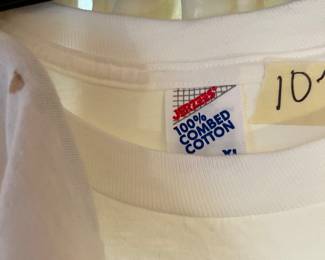 JERZEES
100%
COMBED
COTTON
XL
10